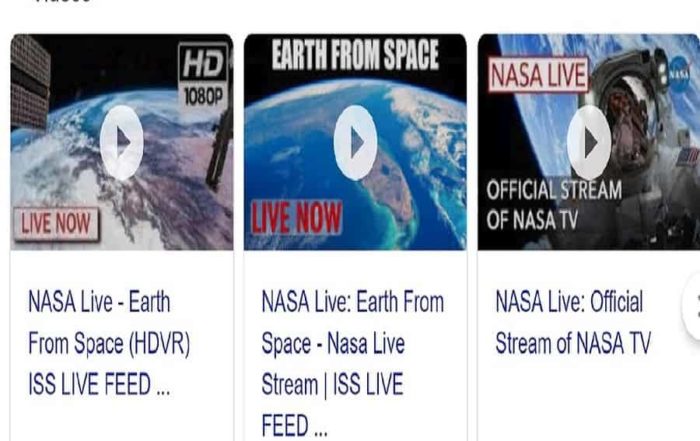 Videos
HD
1080P
LIVE NOW
EARTH FROM SPACE
LIVE NOW
NASA LIVE
NASA
OFFICIAL STREAM
OF NASA TV
NASA Live - Earth
From Space (HDVR)
ISS LIVE FEED ...
NASA Live: Earth From
Space - Nasa Live
Stream | ISS LIVE
FEED ...
NASA Live: Official
Stream of NASA TV